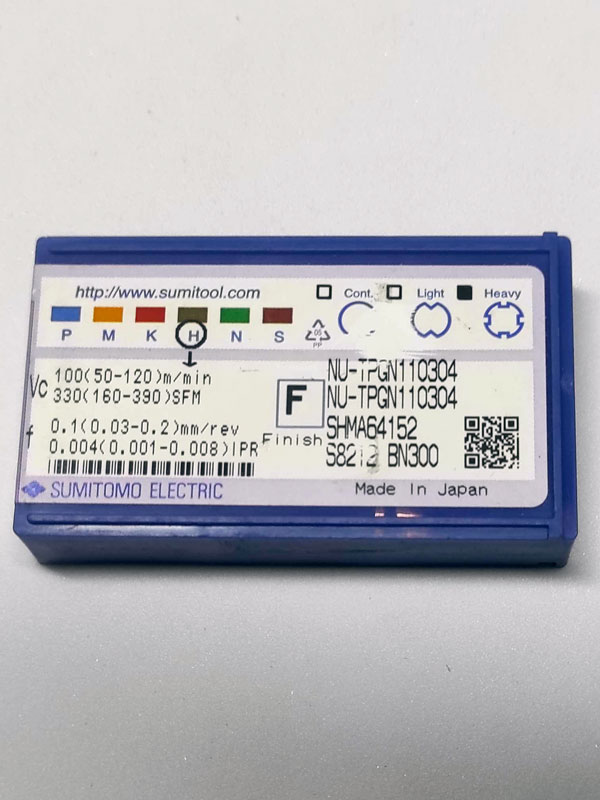 http://www.sumitool.com
Cont. Light Heavy
P M K H N S
05
PP
Vc 100(50-120)m/min
330(160-390)SFM
f 0.1(0.03-0.2)mm/rev
0.004(0.001-0.008)IPR
F
Finish
NU-TPGN110304
NU-TPGN110304
SHMA64152
BN300
SUMITOMO ELECTRIC
Made In Japan